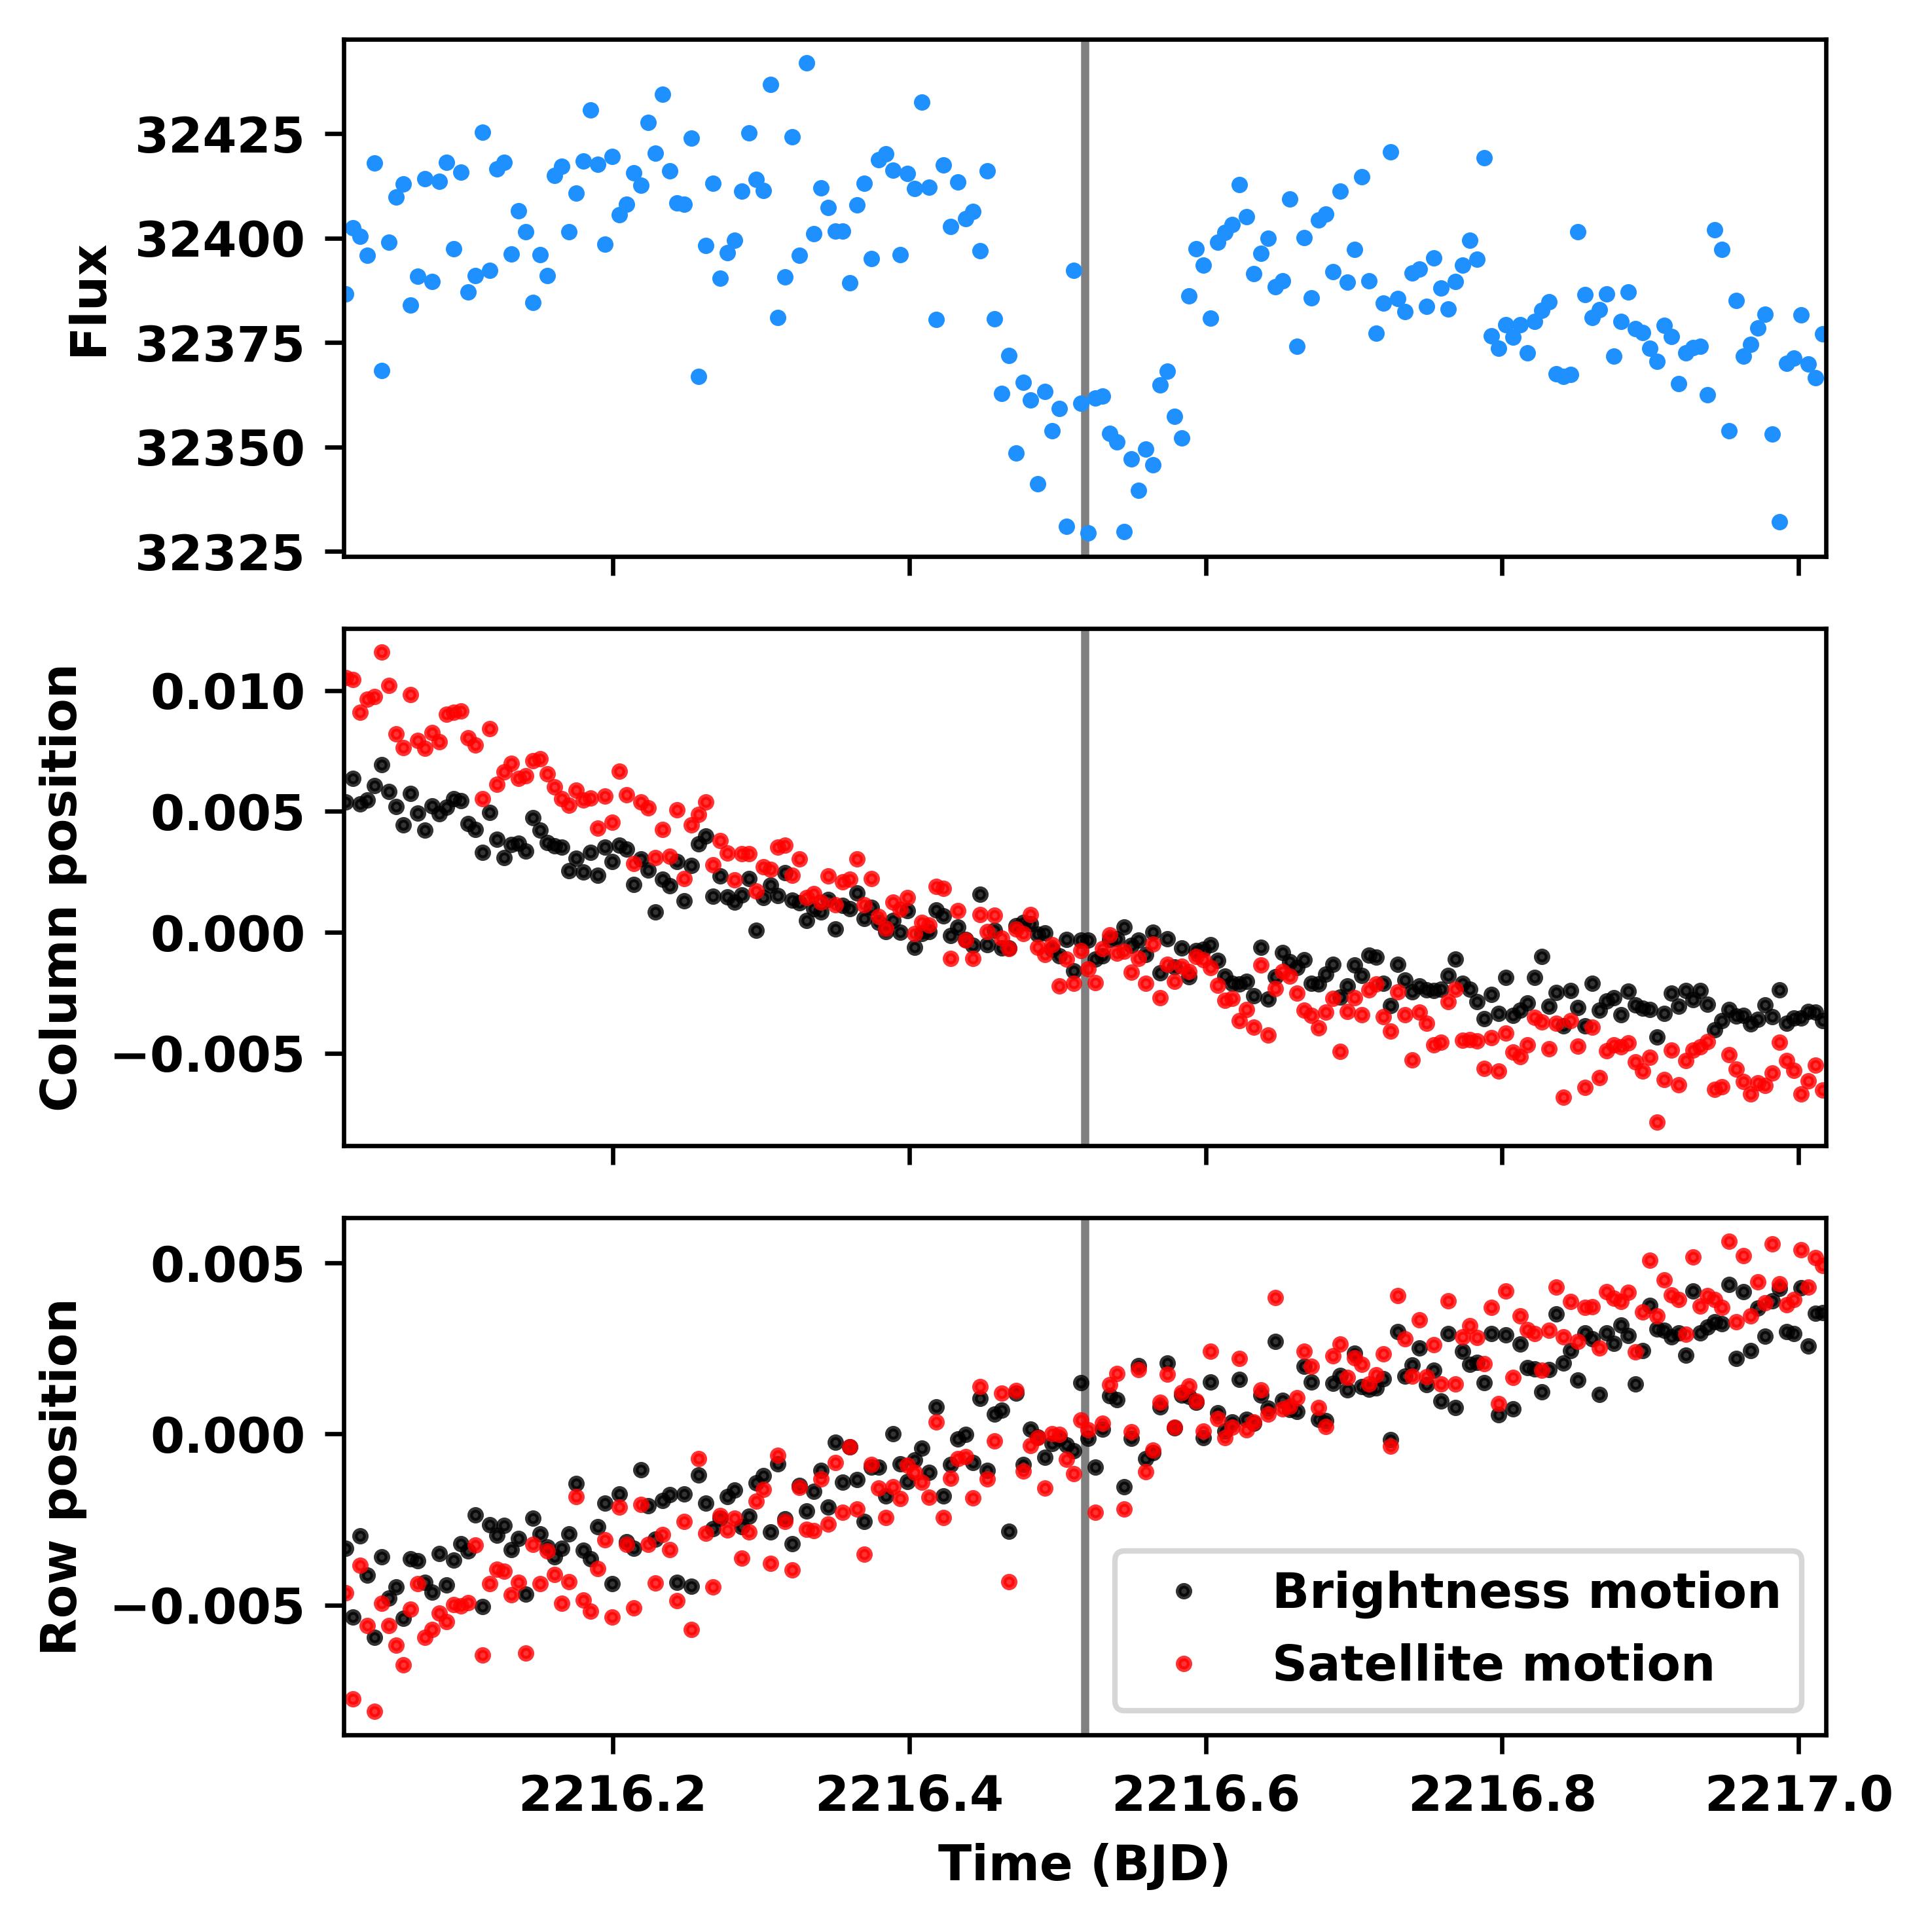 Flux
32425
32400
32375
32350
32325
Column position
0.010
0.005
0.000
−0.005
Row position
0.005
0.000
−0.005
Brightness motion
Satellite motion
2216.2 2216.4 2216.6 2216.8 2217.0
Time (BJD)